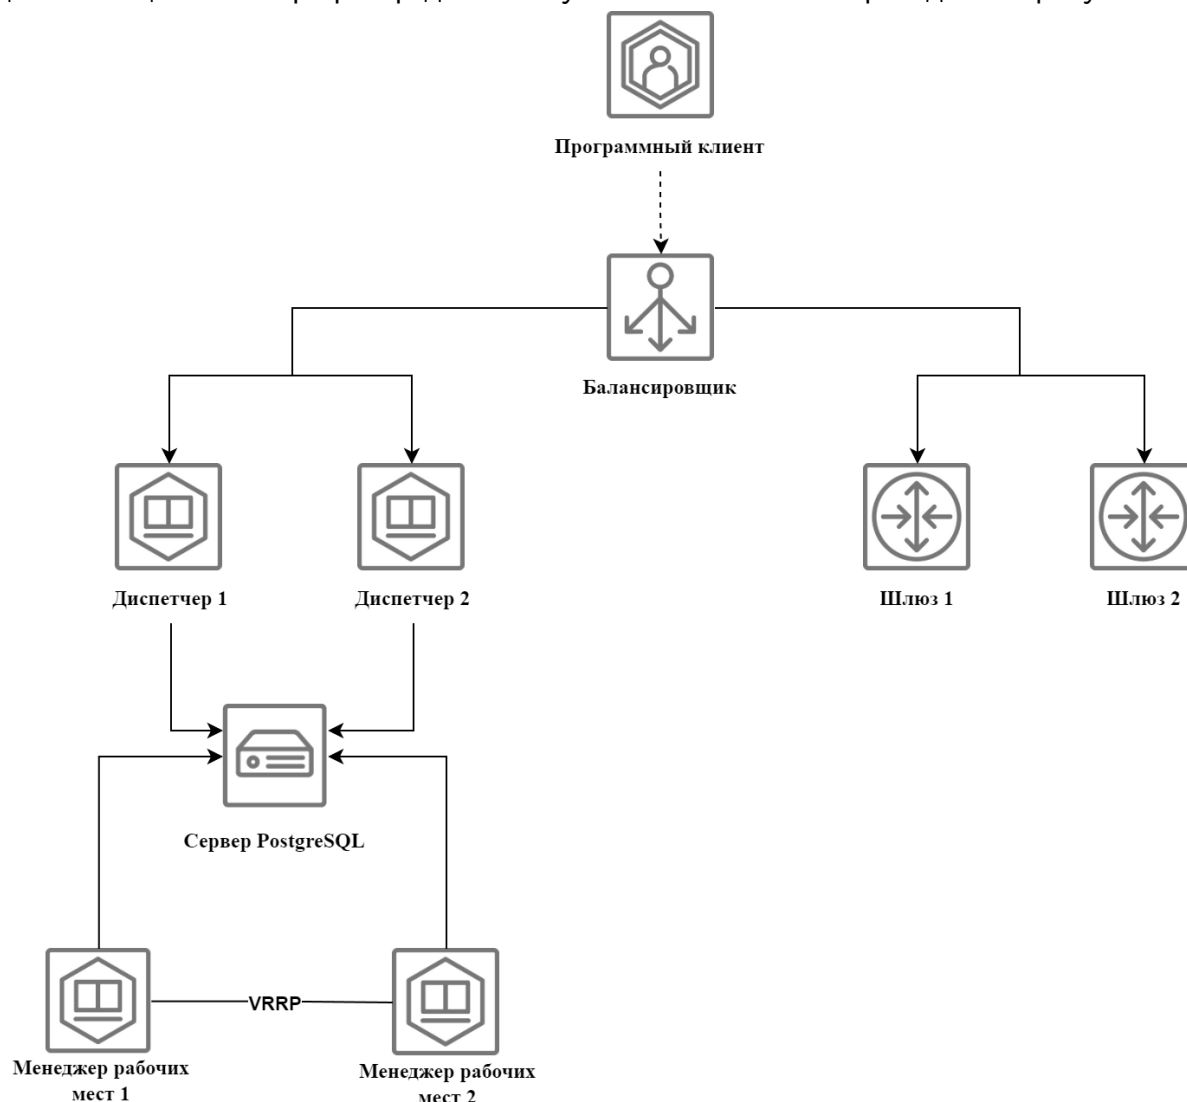 Программный клиент
Балансировщик
Диспетчер 1
Диспетчер 2
Шлюз 1
Шлюз 2
Сервер PostgreSQL
VRRP
Менеджер рабочих
мест 1
Менеджер рабочих
мест 2